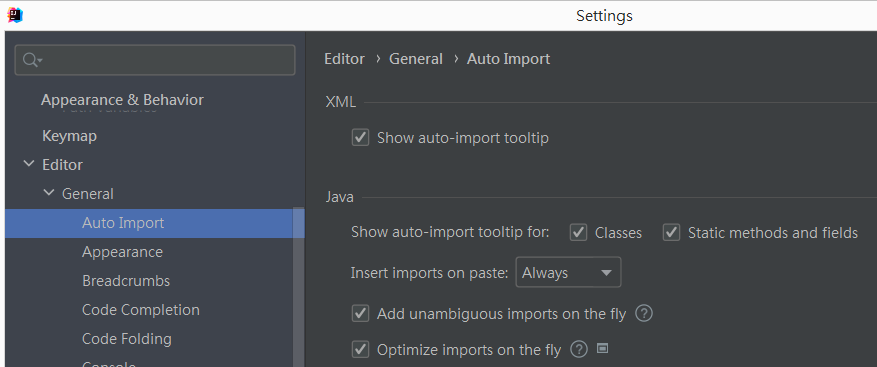 Settings
Editor › General › Auto Import
Appearance & Behavior
Keymap
Editor
General
Auto Import
Appearance
Breadcrumbs
Code Completion
Code Folding
Console
XML
Show auto-import tooltip
Java
Show auto-import tooltip for: Classes Static methods and fields
Insert imports on paste: Always
Add unambiguous imports on the fly ?
Optimize imports on the fly ?